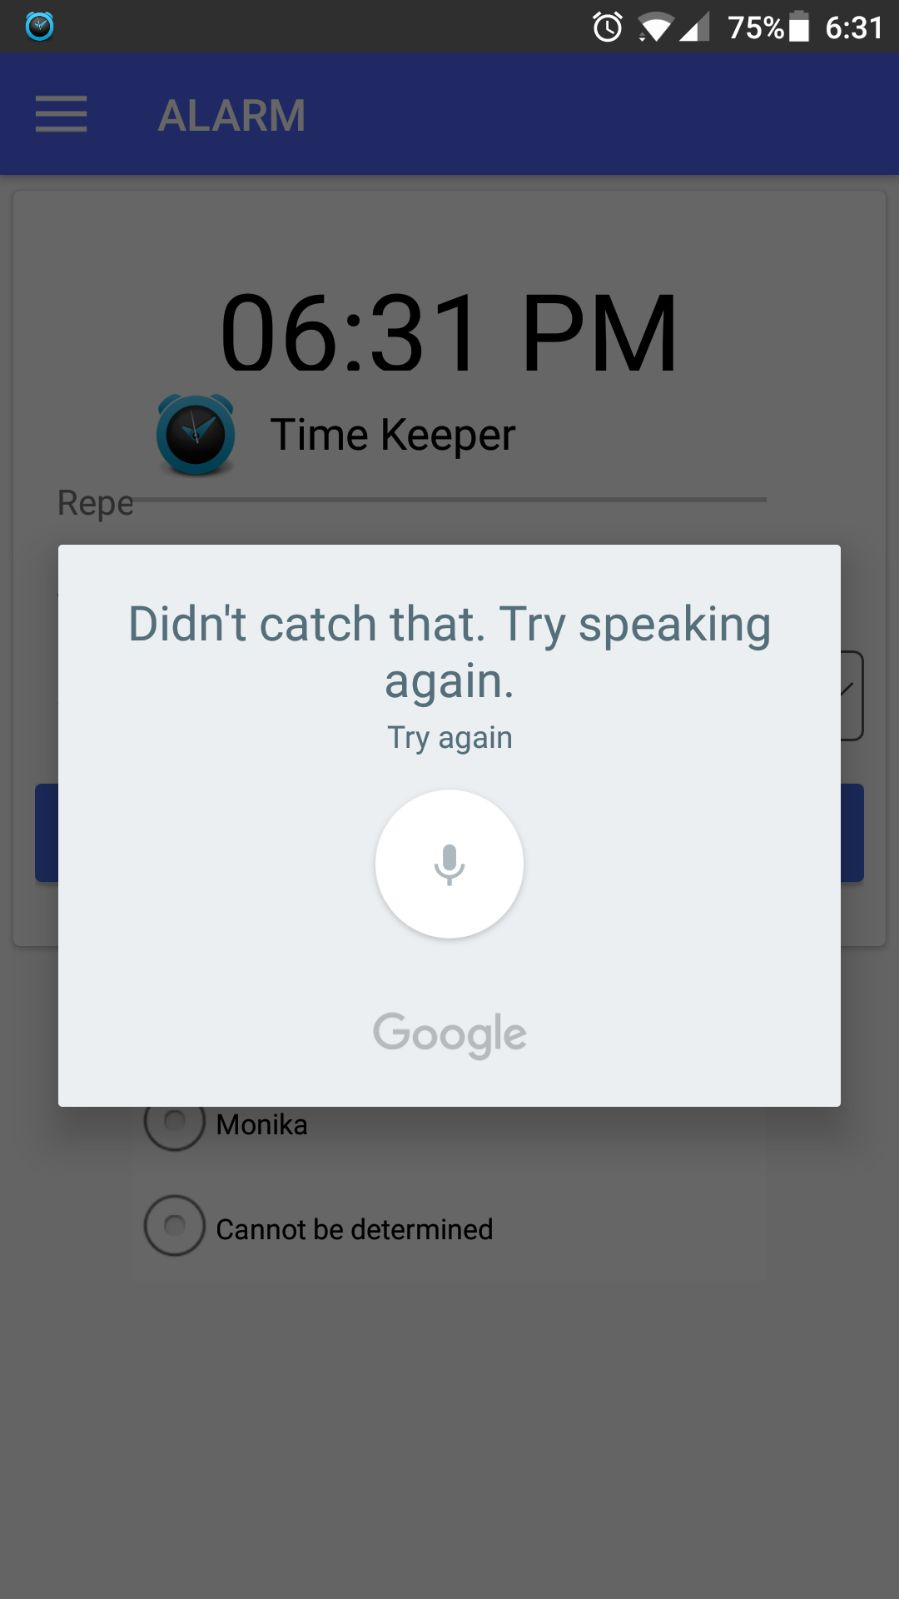 75% 6:31
ALARM
06:31 PM
Time Keeper
Repe
Didn't catch that. Try speaking
again.
Try again
Google
Monika
Cannot be determined